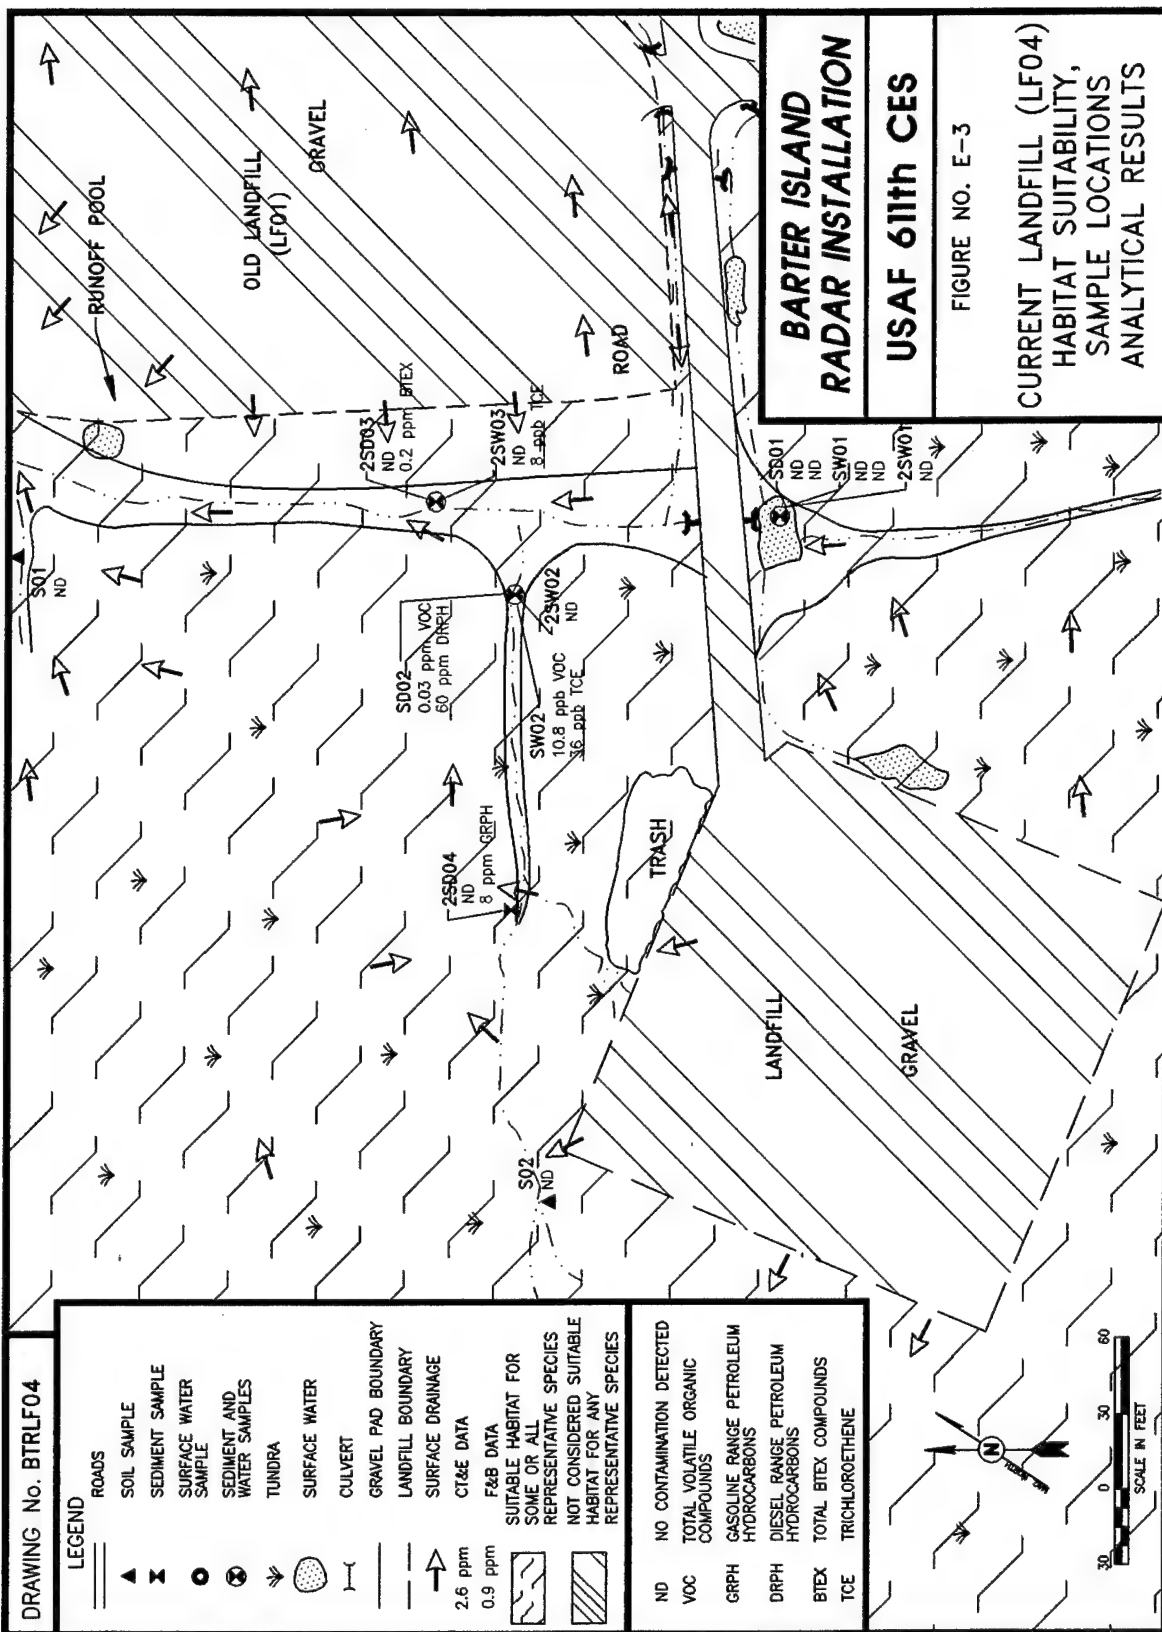 DRAWING No. BTRLF04
LEGEND
ROADS
SOIL SAMPLE
SEDIMENT SAMPLE
SURFACE WATER
SAMPLE
SEDIMENT AND
WATER SAMPLES
TUNDRA
SURFACE WATER
CULVERT
GRAVEL PAD BOUNDARY
LANDFILL BOUNDARY
SURFACE DRAINAGE
2.6 ppm CT&E DATA
0.9 ppm F&B DATA
SUITABLE HABITAT FOR
SOME OR ALL
REPRESENTATIVE SPECIES
NOT CONSIDERED SUITABLE
HABITAT FOR ANY
REPRESENTATIVE SPECIES
ND NO CONTAMINATION DETECTED
VOC TOTAL VOLATILE ORGANIC
COMPOUNDS
GRPH GASOLINE RANGE PETROLEUM
HYDROCARBONS
DRPH DIESEL RANGE PETROLEUM
HYDROCARBONS
BTEX TOTAL BTEX COMPOUNDS
TCE TRICHLOROETHENE
N
MAG NORTH
30 0 30 60
SCALE IN FEET
S02
ND
2SD04
ND
8 ppm GRPH
SD02
0.03 ppm VOC
60 ppm DRPH
SW02
10.8 ppb VOC
36 ppb TCE
2SW02
ND
S01
ND
2SD03
ND
0.2 ppm BTEX
2SW03
ND
8 ppb TCE
SD01
ND
ND
SW01
ND
ND
2SW01
ND
RUNOFF POOL
OLD LANDFILL
(LF01)
GRAVEL
ROAD
TRASH
LANDFILL
GRAVEL
BARTER ISLAND
RADAR INSTALLATION
USAF 611th CES
FIGURE NO. E-3
CURRENT LANDFILL (LF04)
HABITAT SUITABILITY,
SAMPLE LOCATIONS
ANALYTICAL RESULTS